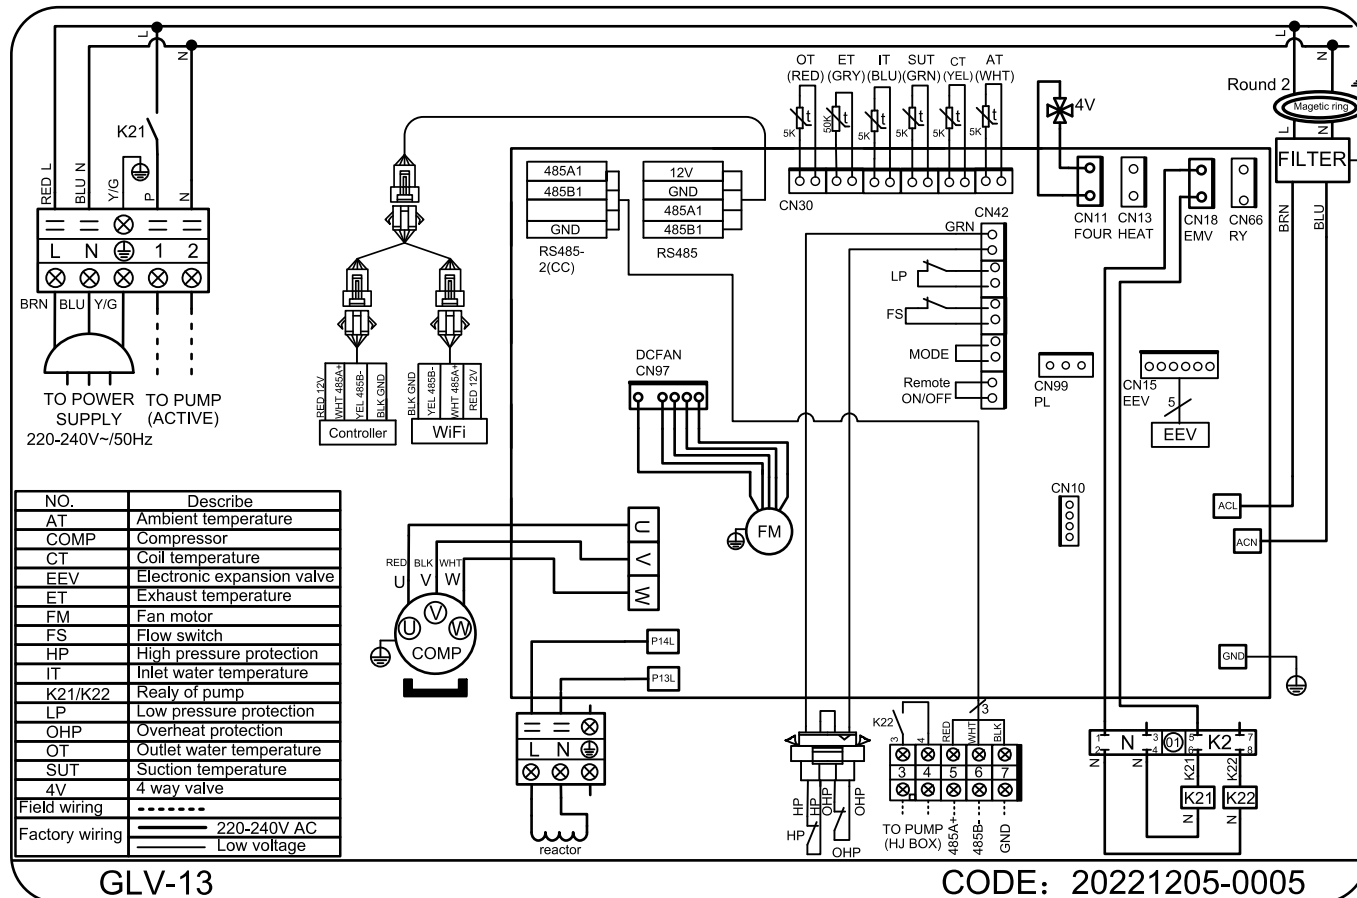 L
N
K21
RED L
BLU N
Y/G
P
N
L N 1 2
BRN BLU Y/G
TO POWER
SUPPLY
220-240V~/50Hz
TO PUMP
(ACTIVE)
RED 12V
WHT 485A+
YEL 485B-
BLK GND
Controller
BLK GND
YEL 485B-
WHT 485A+
RED 12V
WiFi
485A1
485B1
GND
RS485-
2(CC)
12V
GND
485A1
485B1
RS485
OT
(RED)
ET
(GRY)
IT
(BLU)
SUT
(GRN)
CT
(YEL)
AT
(WHT)
t t t t t t
5K 50K 5K 5K 5K 5K
CN30
4V
CN11
FOUR
CN13
HEAT
CN18
EMV
CN66
RY
L
N
Round 2
Magetic ring
L
N
FILTER
BRN
BLU
CN42
GRN
LP
FS
MODE
Remote
ON/OFF
DCFAN
CN97
FM
CN99
PL
CN15
EEV
5
EEV
CN10
ACL
ACN
GND
RED BLK WHT
U V W
U V W
COMP
U
V
W
P14L
P13L
L N
reactor
HP
HP
OHP
OHP
HP
OHP
K22
3
4
RED
WHT
BLK
3
3 4 5 6 7
TO PUMP
(HJ BOX)
485A+
485B-
GND
1 3 5 7
N 01 K2
2 4 6 8
N
N
K21
K22
K21 K22
N
N
NO. Describe
AT Ambient temperature
COMP Compressor
CT Coil temperature
EEV Electronic expansion valve
ET Exhaust temperature
FM Fan motor
FS Flow switch
HP High pressure protection
IT Inlet water temperature
K21/K22 Realy of pump
LP Low pressure protection
OHP Overheat protection
OT Outlet water temperature
SUT Suction temperature
4V 4 way valve
Field wiring
Factory wiring 220-240V AC
Low voltage
GLV-13
CODE：20221205-0005